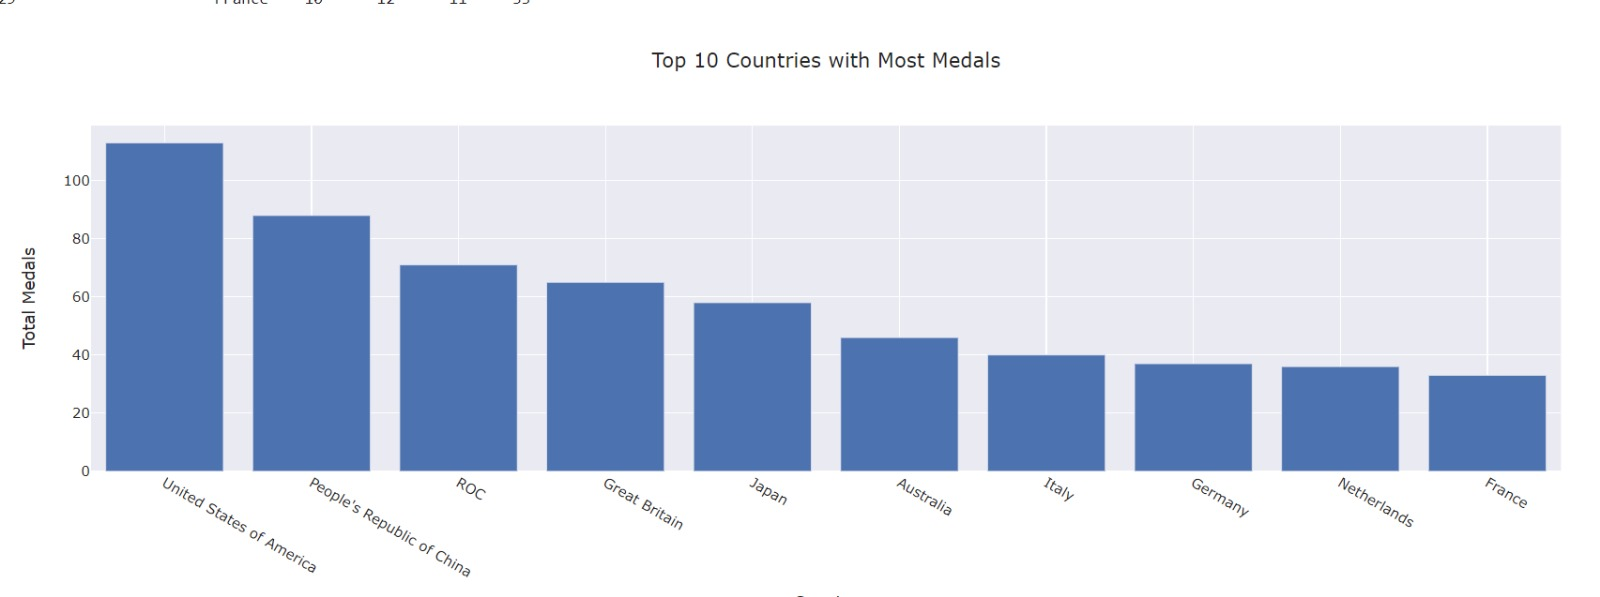 Top 10 Countries with Most Medals
Total Medals
100
80
60
40
20
0
United States of America
People's Republic of China
ROC
Great Britain
Japan
Australia
Italy
Germany
Netherlands
France